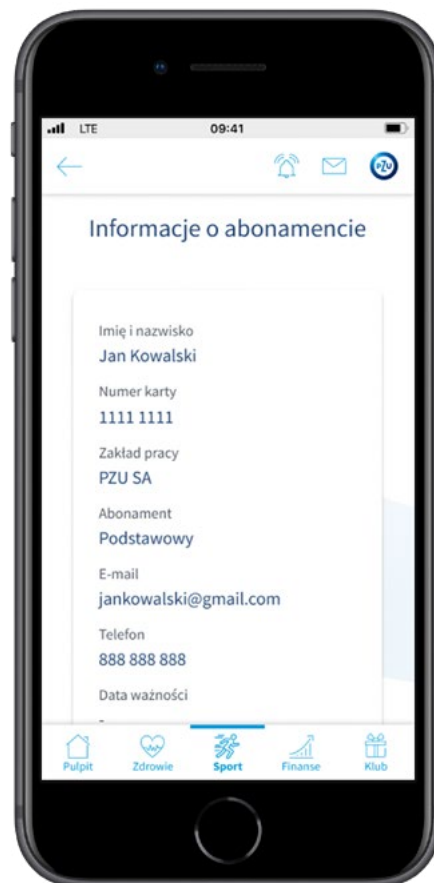 LTE 09:41
PZU
Informacje o abonamencie
Imię i nazwisko
Jan Kowalski
Numer karty
1111 1111
Zakład pracy
PZU SA
Abonament
Podstawowy
E-mail
jankowalski@gmail.com
Telefon
888 888 888
Data ważności
-
Pulpit Zdrowie Sport Finanse Klub